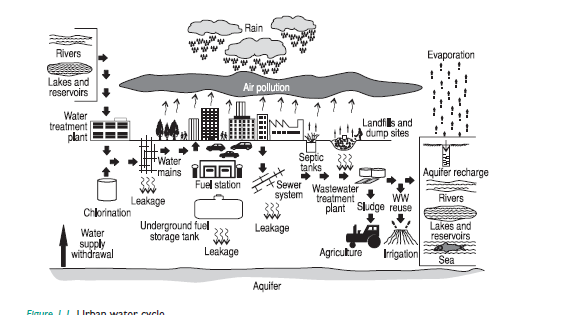 Rain
Rivers
Evaporation
Lakes and
reservoirs
Air pollution
Water
treatment
plant
Landfills and
dump sites
Water
mains
Septic
tanks
Aquifer recharge
Fuel station
Sewer
system
Wastewater
treatment
plant
Sludge
WW
reuse
Rivers
Leakage
Chlorination
Lakes and
reservoirs
Underground fuel
storage tank
Leakage
Water
supply
withdrawal
Leakage
Agriculture
Irrigation
Sea
Aquifer
Figure 1.1 Urban water cycle